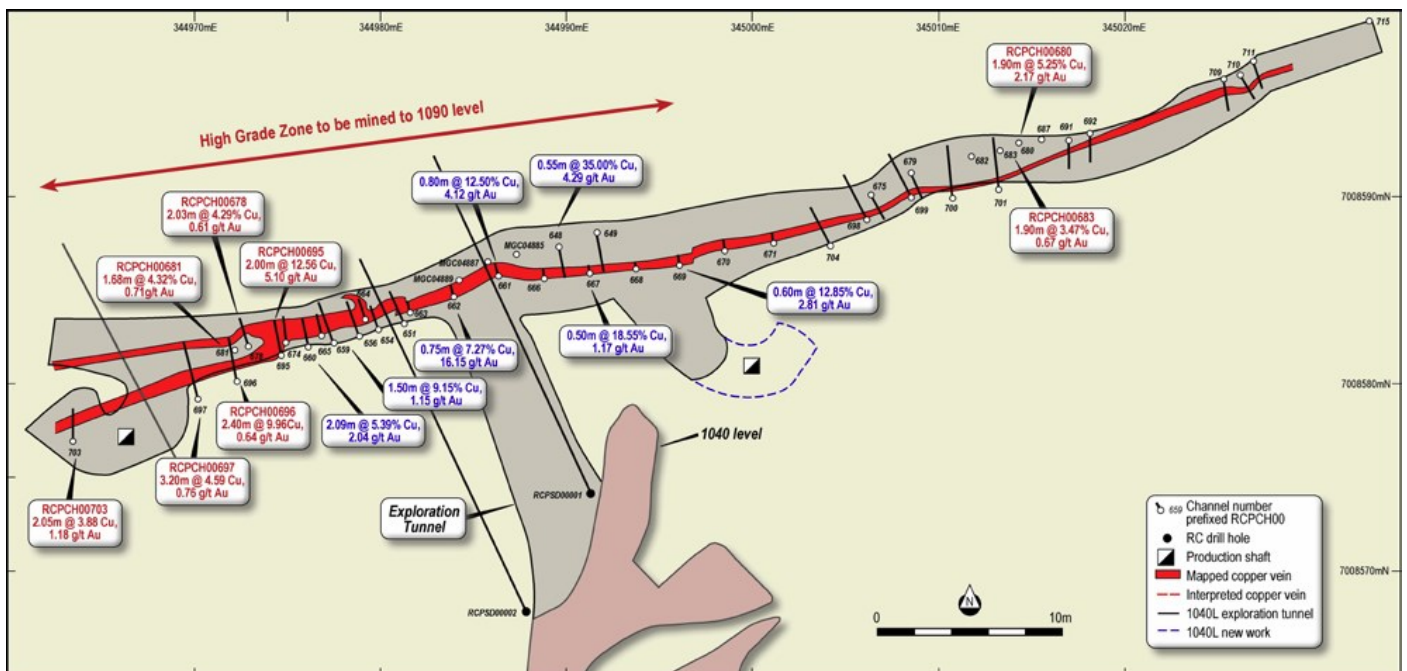 344970mE
344980mE
344990mE
345000mE
345010mE
345020mE
715
711
710
709
RCPCH00680
1.90m @ 5.25% Cu,
2.17 g/t Au
High Grade Zone to be mined to 1090 level
692
691
687
680
683
682
679
675
701
700
699
698
7008590mN
0.55m @ 35.00% Cu,
4.29 g/t Au
0.80m @ 12.50% Cu,
4.12 g/t Au
RCPCH00678
2.03m @ 4.29% Cu,
0.61 g/t Au
RCPCH00683
1.90m @ 3.47% Cu,
0.67 g/t Au
RCPCH00695
2.00m @ 12.56 Cu,
5.10 g/t Au
MGC04885
648
649
704
671
670
669
668
667
666
661
MGC04887
MGC04889
662
RCPCH00681
1.68m @ 4.32% Cu,
0.71g/t Au
664
663
651
654
656
659
665
660
674
695
678
681
696
697
703
0.60m @ 12.85% Cu,
2.81 g/t Au
0.50m @ 18.55% Cu,
1.17 g/t Au
0.75m @ 7.27% Cu,
16.15 g/t Au
1.50m @ 9.15% Cu,
1.15 g/t Au
2.09m @ 5.39% Cu,
2.04 g/t Au
7008580mN
RCPCH00696
2.40m @ 9.96Cu,
0.64 g/t Au
RCPCH00697
3.20m @ 4.59 Cu,
0.76 g/t Au
RCPCH00703
2.05m @ 3.88 Cu,
1.18 g/t Au
1040 level
Exploration
Tunnel
RCPSD00001
RCPSD00002
7008570mN
N
0
10m
659 Channel number
prefixed RCPCH00
RC drill hole
Production shaft
Mapped copper vein
Interpreted copper vein
1040L exploration tunnel
1040L new work